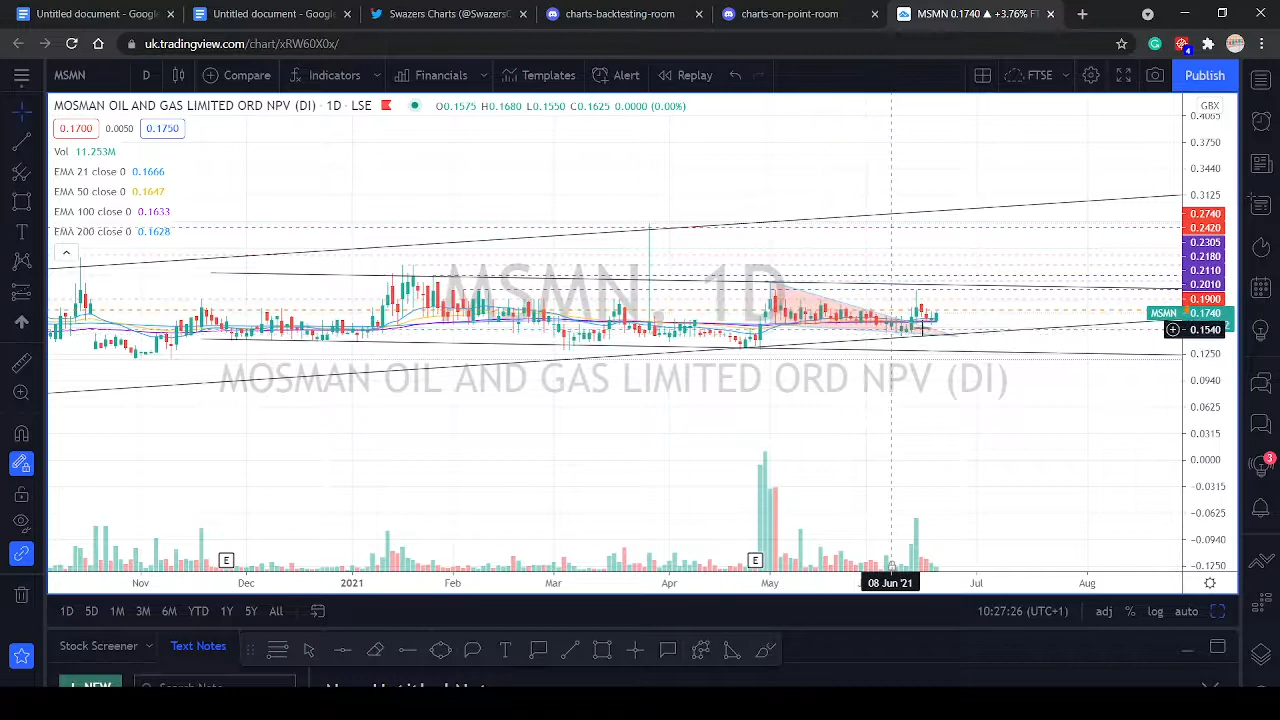 Untitled document - Google
Untitled document - Google
Swazers Charts (@SwazersC
charts-backtesting-room
charts-on-point-room
MSMN 0.1740 ▲ +3.76% FT
uk.tradingview.com/chart/xRW60X0x/
4
MSMN
D
Compare
Indicators
Financials
Templates
Alert
Replay
FTSE
Publish
MOSMAN OIL AND GAS LIMITED ORD NPV (DI) · 1D · LSE
O0.1575 H0.1680 L0.1550 C0.1625 0.0000 (0.00%)
GBX
0.1700
0.0050
0.1750
Vol 11.253M
EMA 21 close 0 0.1666
EMA 50 close 0 0.1647
EMA 100 close 0 0.1633
EMA 200 close 0 0.1628
MSMN, 1D
MOSMAN OIL AND GAS LIMITED ORD NPV (DI)
0.4065
0.3750
0.3440
0.3125
0.2740
0.2420
0.2305
0.2180
0.2110
0.2010
0.1900
MSMN 0.1740
0.1540
0.1250
0.0940
0.0625
0.0315
0.0000
−0.0315
−0.0625
−0.0940
−0.1250
3
E
E
Nov
Dec
2021
Feb
Mar
Apr
May
08 Jun '21
Jul
Aug
1D
5D
1M
3M
6M
YTD
1Y
5Y
All
10:27:26 (UTC+1)
adj
%
log
auto
Stock Screener
Text Notes